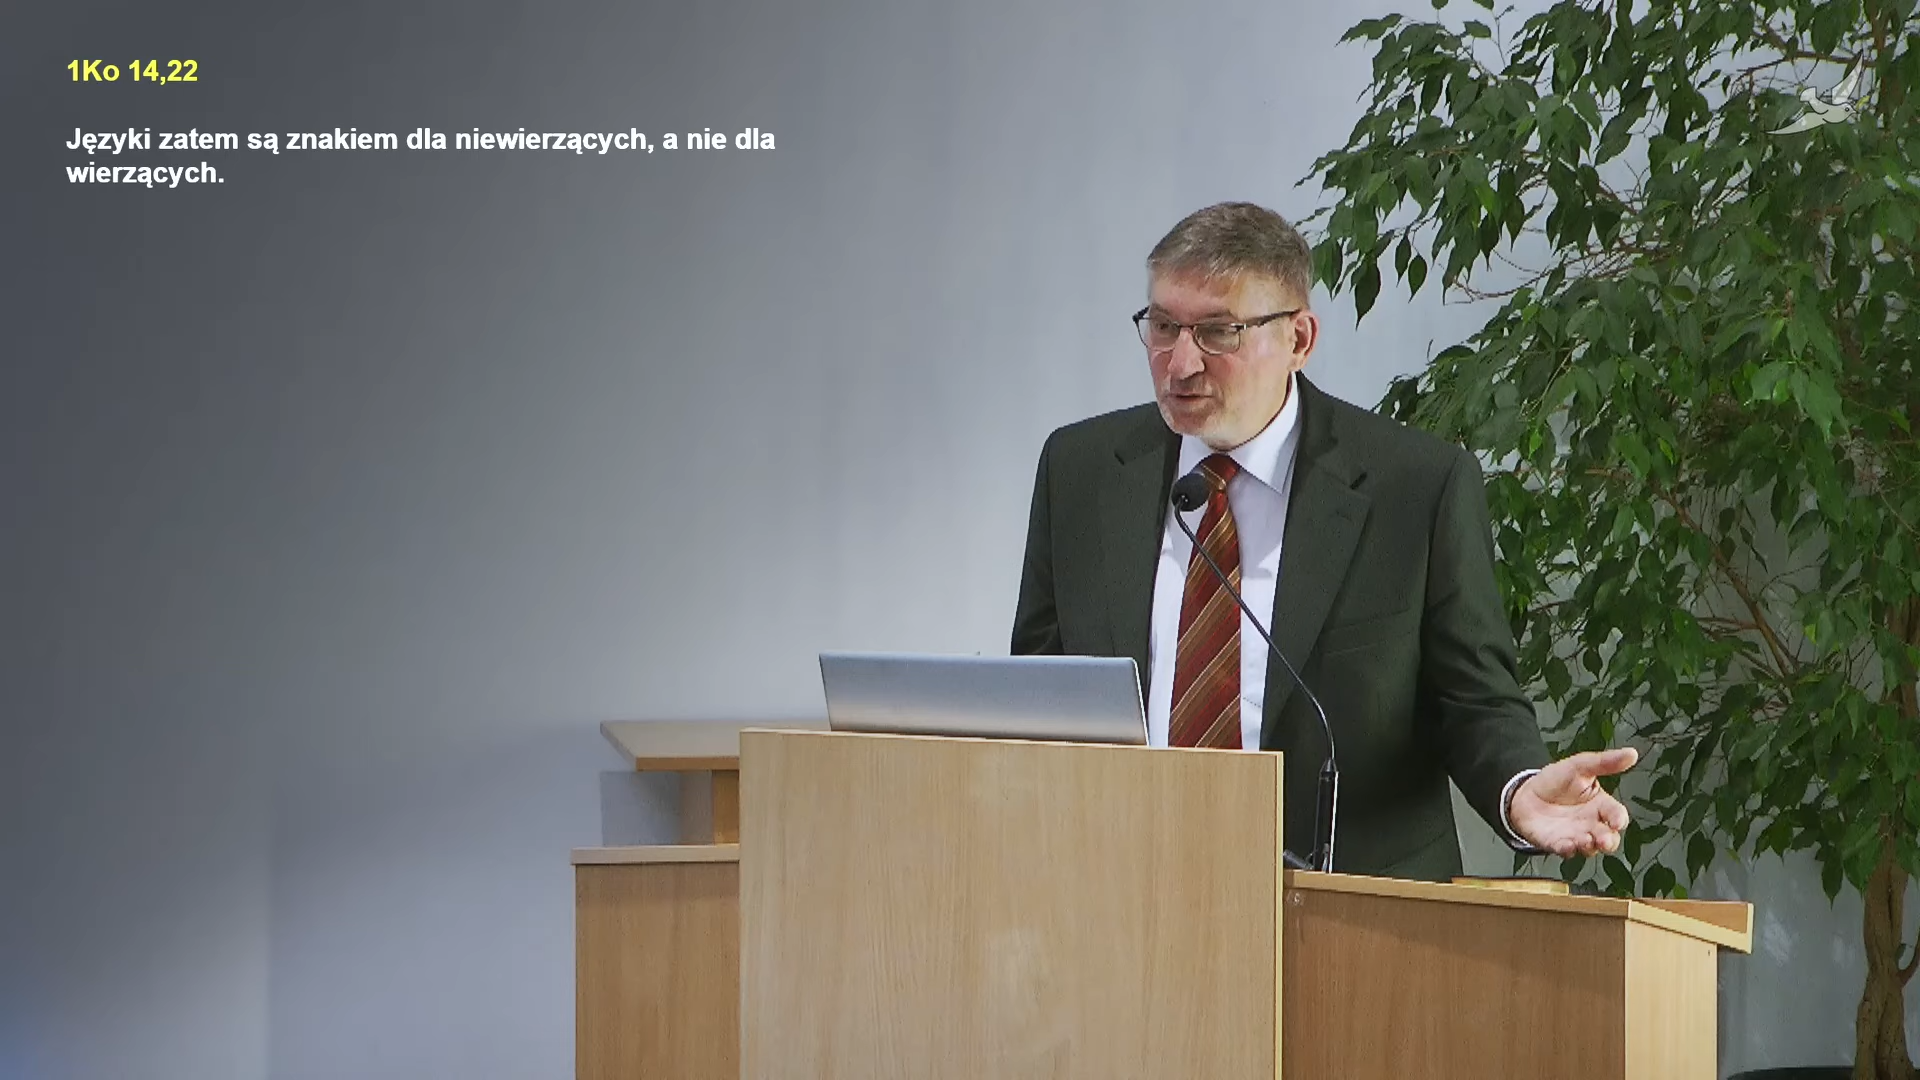 1Ko 14,22
Języki zatem są znakiem dla niewierzących, a nie dla
wierzących.